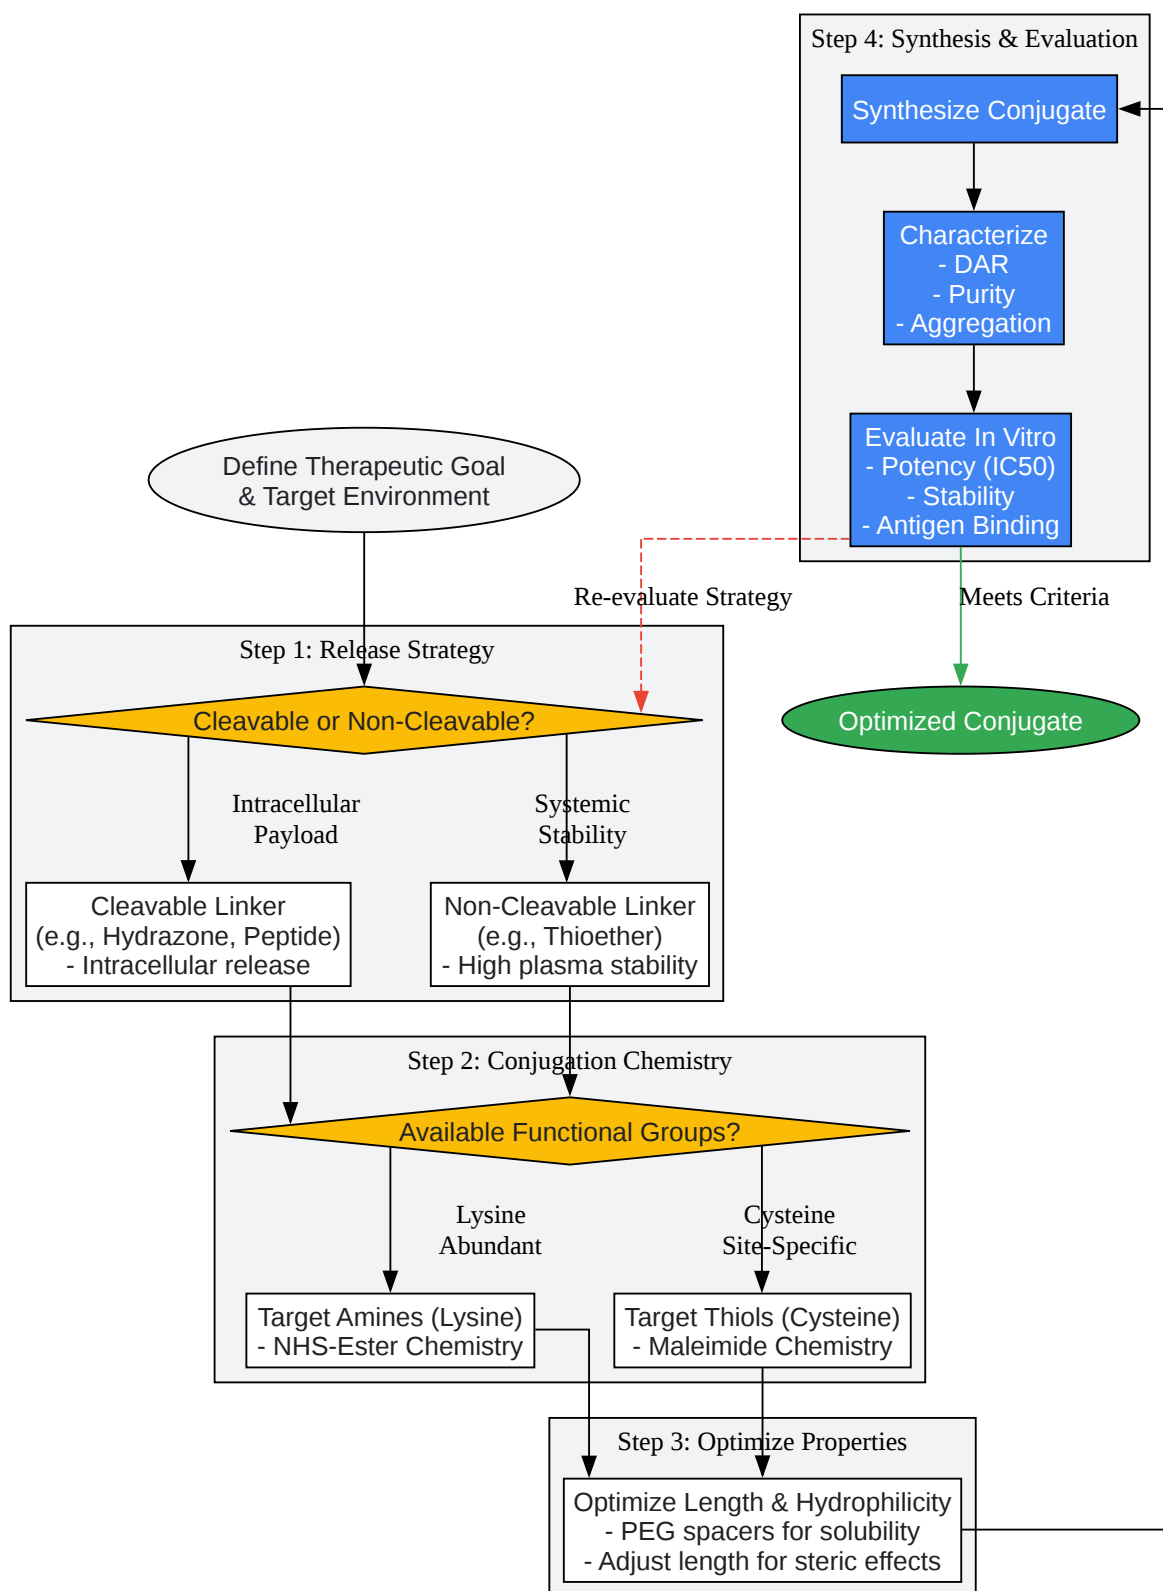 Step 4: Synthesis & Evaluation
Synthesize Conjugate
Characterize
- DAR
- Purity
- Aggregation
Evaluate In Vitro
- Potency (IC50)
- Stability
- Antigen Binding
Define Therapeutic Goal
& Target Environment
Re-evaluate Strategy
Meets Criteria
Step 1: Release Strategy
Cleavable or Non-Cleavable?
Optimized Conjugate
Intracellular
Payload
Systemic
Stability
Cleavable Linker
(e.g., Hydrazone, Peptide)
- Intracellular release
Non-Cleavable Linker
(e.g., Thioether)
- High plasma stability
Step 2: Conjugation Chemistry
Available Functional Groups?
Lysine
Abundant
Cysteine
Site-Specific
Target Amines (Lysine)
- NHS-Ester Chemistry
Target Thiols (Cysteine)
- Maleimide Chemistry
Step 3: Optimize Properties
Optimize Length & Hydrophilicity
- PEG spacers for solubility
- Adjust length for steric effects